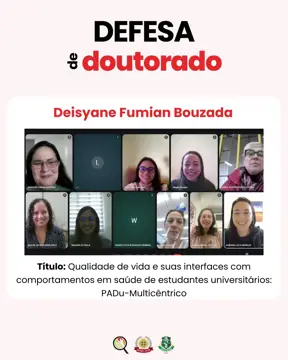 DEFESA
de doutorado
Deisyane Fumian Bouzada
L
W
Título: Qualidade de vida e suas interfaces com
comportamentos em saúde de estudantes universitários:
PADu-Multicêntrico